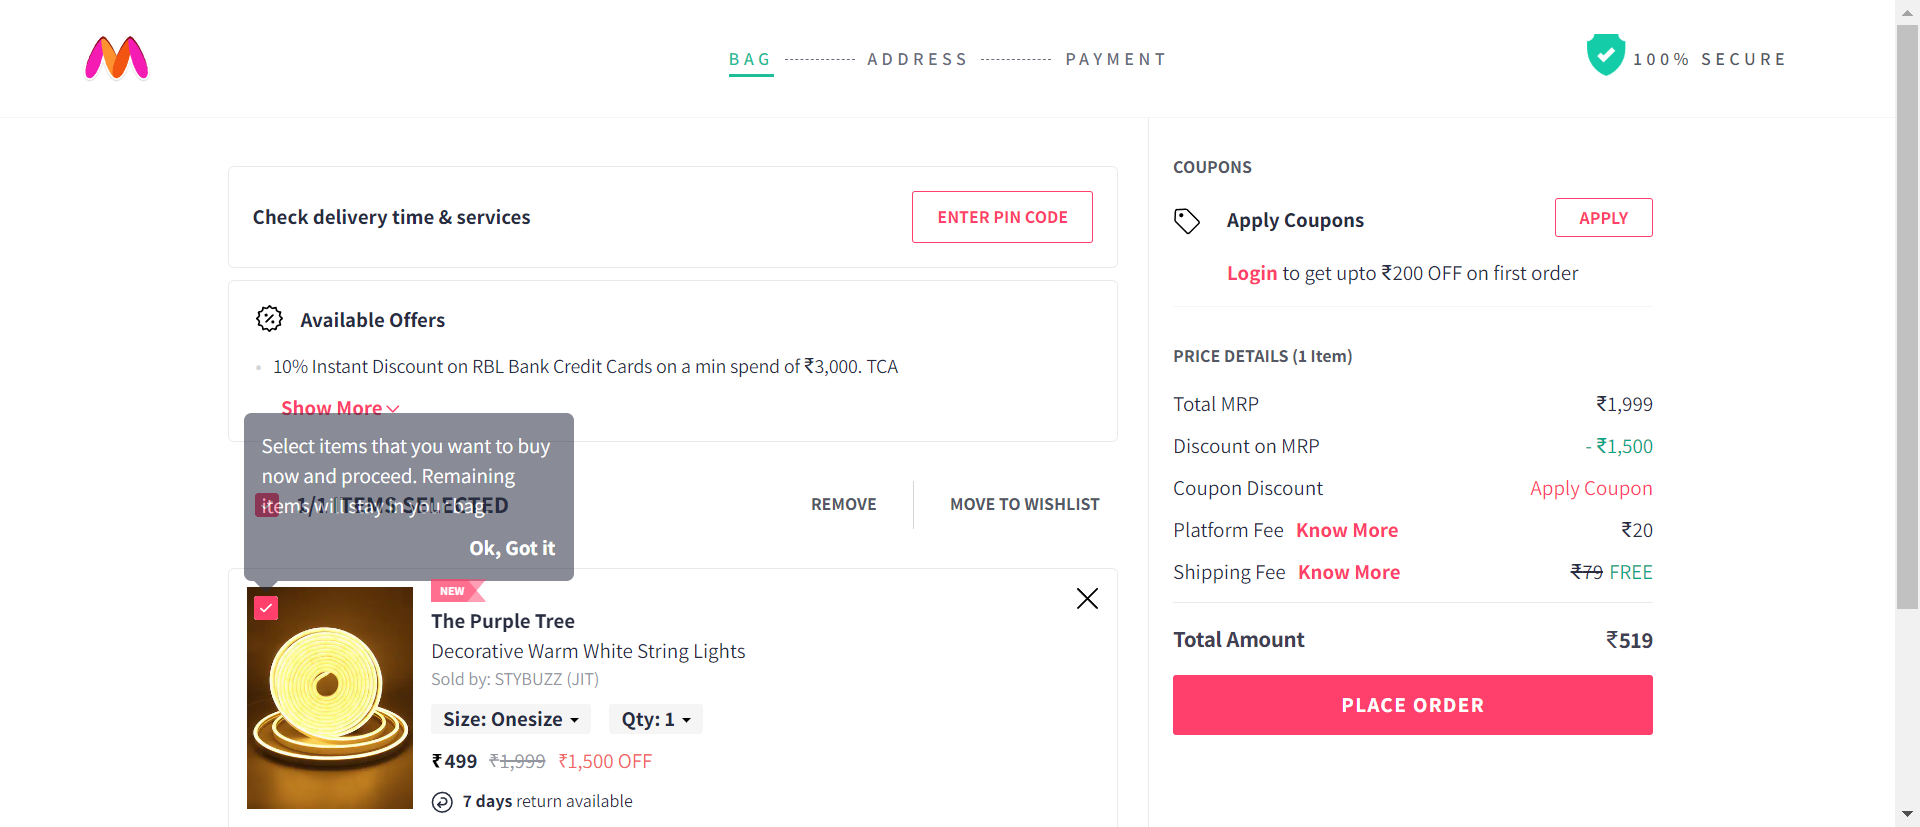 BAG ADDRESS PAYMENT
100% SECURE
Check delivery time & services
ENTER PIN CODE
Available Offers
10% Instant Discount on RBL Bank Credit Cards on a min spend of ₹3,000. TCA
Show More
Select items that you want to buy
now and proceed. Remaining
items will stay in your bag.
Ok, Got it
1/1 ITEMS SELECTED
REMOVE
MOVE TO WISHLIST
NEW
The Purple Tree
Decorative Warm White String Lights
Sold by: STYBUZZ (JIT)
Size: Onesize
Qty: 1
₹499 ₹1,999 ₹1,500 OFF
7 days return available
COUPONS
Apply Coupons
APPLY
Login to get upto ₹200 OFF on first order
PRICE DETAILS (1 Item)
Total MRP ₹1,999
Discount on MRP - ₹1,500
Coupon Discount Apply Coupon
Platform Fee Know More ₹20
Shipping Fee Know More ₹79 FREE
Total Amount ₹519
PLACE ORDER